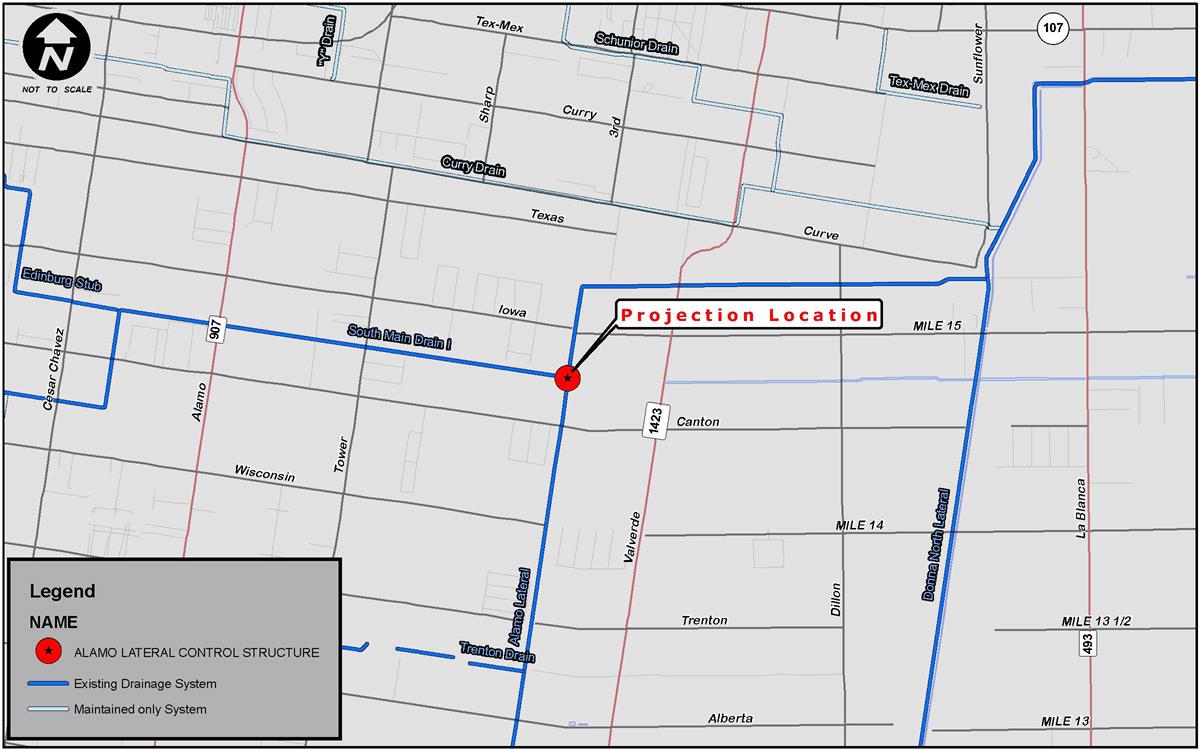 N
NOT TO SCALE
"Y" Drain
Tex-Mex
Schunior Drain
Sunflower
107
Tex-Mex Drain
Sharp
Curry
3rd
Curry Drain
Texas
Curve
Edinburg Stub
Iowa
Projection Location
907
South Main Drain I
MILE 15
Cesar Chavez
Alamo
1423
Canton
Tower
Wisconsin
Valverde
MILE 14
Donna North Lateral
La Blanca
Alamo Lateral
Dillon
Trenton
MILE 13 1/2
493
Trenton Drain
Alberta
MILE 13
Legend
NAME
ALAMO LATERAL CONTROL STRUCTURE
Existing Drainage System
Maintained only System